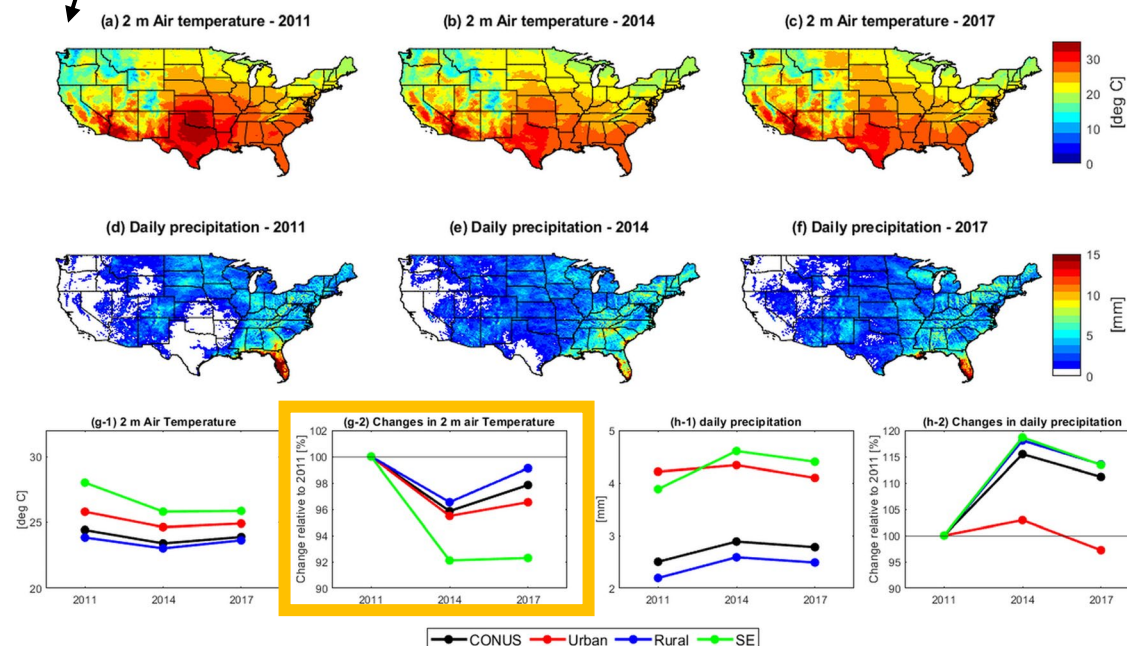 (a) 2 m Air temperature - 2011
(b) 2 m Air temperature - 2014
(c) 2 m Air temperature - 2017
30
20
10
0
[deg C]
(d) Daily precipitation - 2011
(e) Daily precipitation - 2014
(f) Daily precipitation - 2017
15
10
5
0
[mm]
(g-1) 2 m Air Temperature
[deg C]
30
25
20
2011 2014 2017
(g-2) Changes in 2 m air Temperature
Change relative to 2011 [%]
102
100
98
96
94
92
90
2011 2014 2017
(h-1) daily precipitation
[mm]
5
4
3
2
2011 2014 2017
(h-2) Changes in daily precipitation
Change relative to 2011 [%]
120
115
110
105
100
95
90
2011 2014 2017
CONUS Urban Rural SE